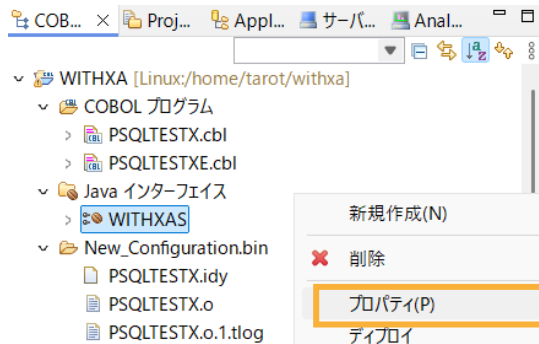 COB... Proj... Appl... サーバ... Anal...
WITHXA [Linux:/home/tarot/withxa]
COBOL プログラム
PSQLTESTX.cbl
PSQLTESTXE.cbl
Java インターフェイス
WITHXAS
New_Configuration.bin
PSQLTESTX.idy
PSQLTESTX.o
PSQLTESTX.o.1.tlog
新規作成(N)
削除
プロパティ(P)
ディプロイ